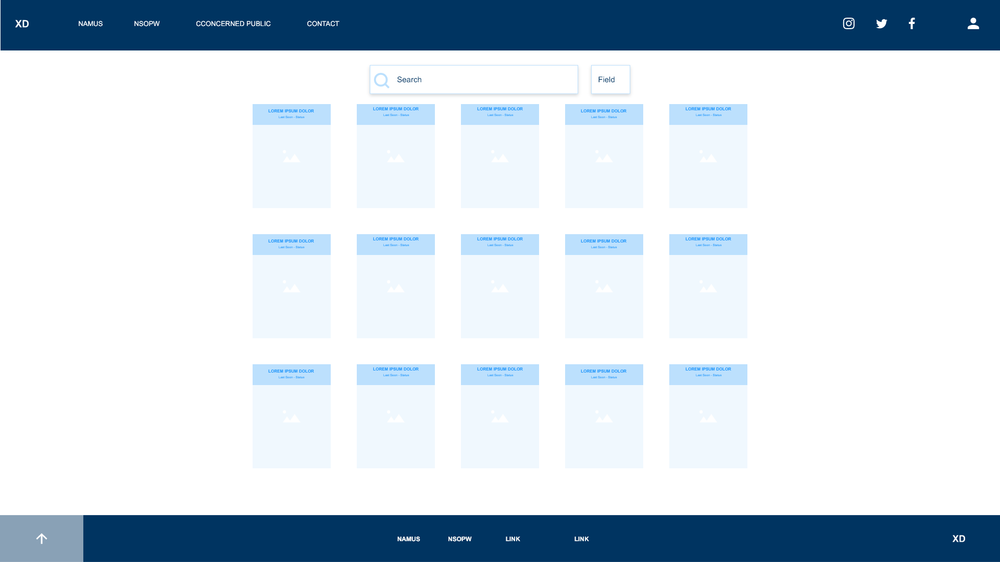 XD NAMUS NSOPW CCONCERNED PUBLIC CONTACT
Search Field
LOREM IPSUM DOLOR LOREM IPSUM DOLOR LOREM IPSUM DOLOR LOREM IPSUM DOLOR LOREM IPSUM DOLOR
Last Seen - Status Last Seen - Status Last Seen - Status Last Seen - Status Last Seen - Status
LOREM IPSUM DOLOR LOREM IPSUM DOLOR LOREM IPSUM DOLOR LOREM IPSUM DOLOR LOREM IPSUM DOLOR
Last Seen - Status Last Seen - Status Last Seen - Status Last Seen - Status Last Seen - Status
LOREM IPSUM DOLOR LOREM IPSUM DOLOR LOREM IPSUM DOLOR LOREM IPSUM DOLOR LOREM IPSUM DOLOR
Last Seen - Status Last Seen - Status Last Seen - Status Last Seen - Status Last Seen - Status
NAMUS NSOPW LINK LINK XD